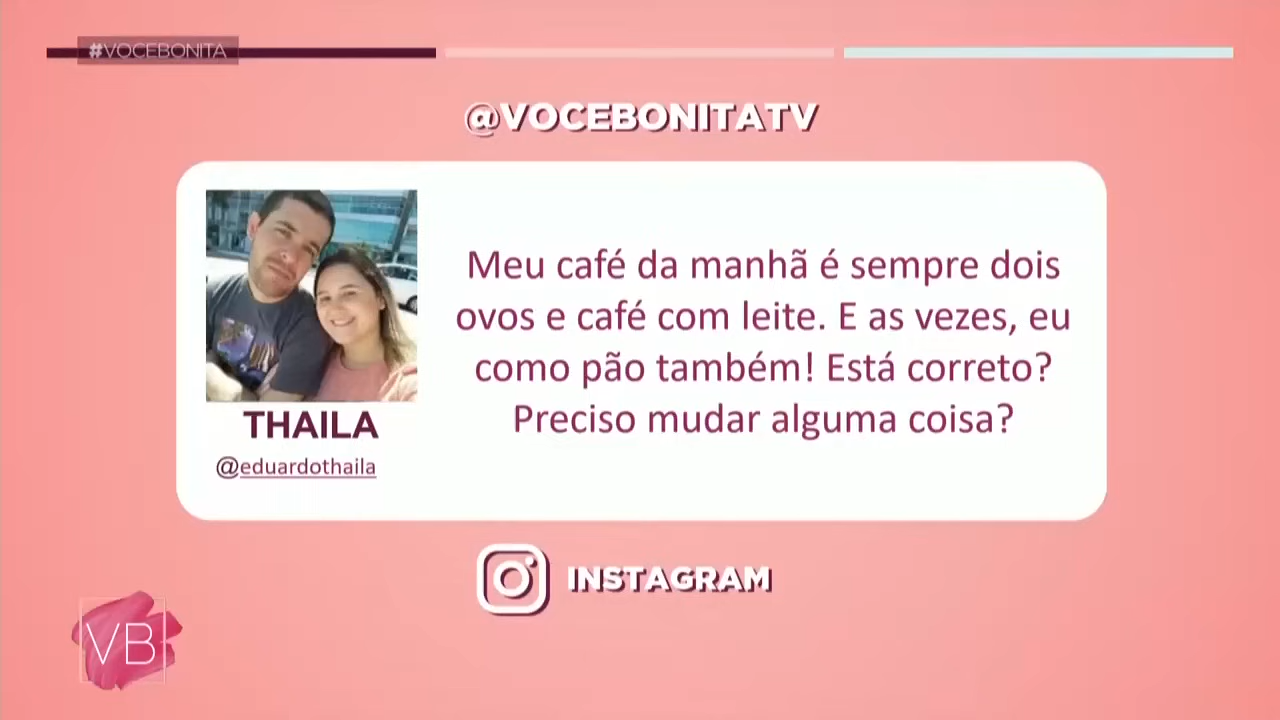 #VOCEBONITA
@VOCEBONITATV
Meu café da manhã é sempre dois
ovos e café com leite. E as vezes, eu
como pão também! Está correto?
Preciso mudar alguma coisa?
THAILA
@eduardothaila
INSTAGRAM
VB